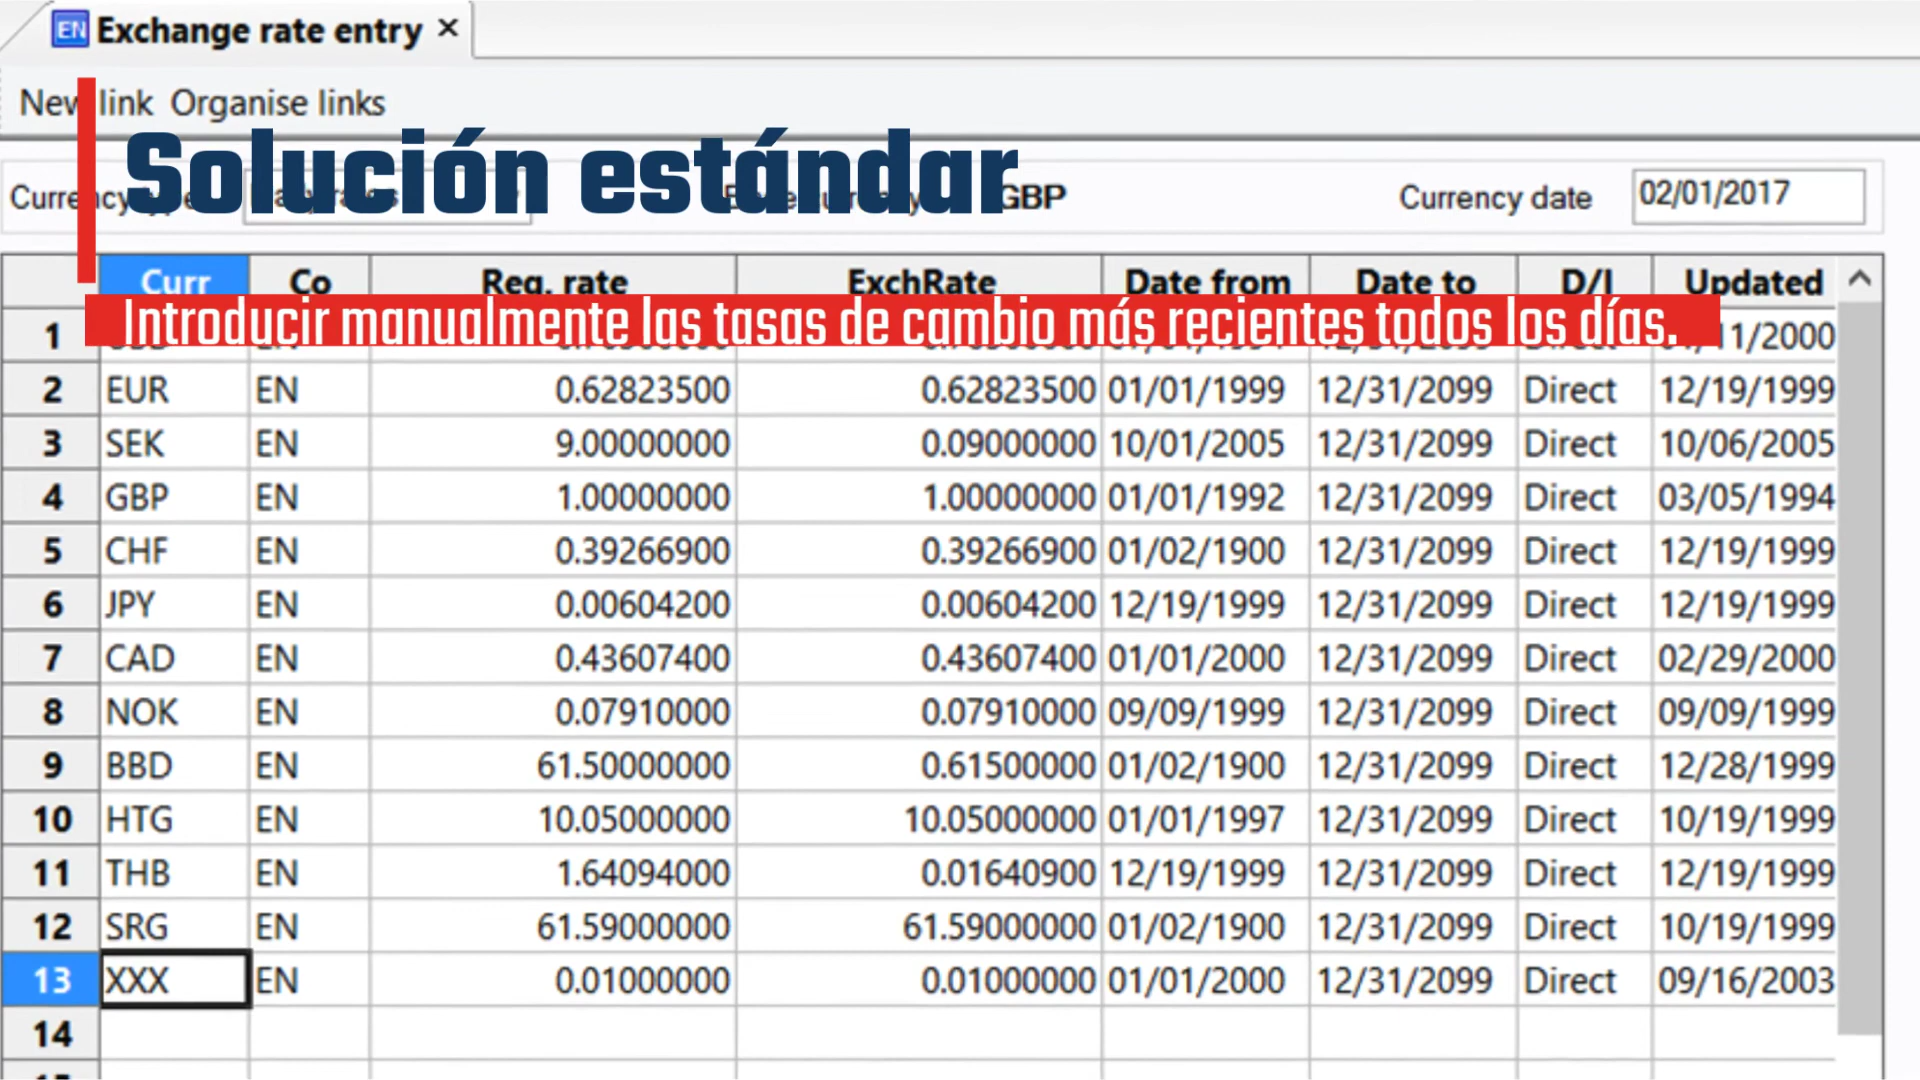 EN Exchange rate entry ×
New link Organise links
Solución estándar
GBP Currency date 02/01/2017
Curr Co Reg. rate ExchRate Date from Date to D/I Updated
Introducir manualmente las tasas de cambio más recientes todos los días.
1
2 EUR EN 0.62823500 0.62823500 01/01/1999 12/31/2099 Direct 12/19/1999
3 SEK EN 9.00000000 0.09000000 10/01/2005 12/31/2099 Direct 10/06/2005
4 GBP EN 1.00000000 1.00000000 01/01/1992 12/31/2099 Direct 03/05/1994
5 CHF EN 0.39266900 0.39266900 01/02/1900 12/31/2099 Direct 12/19/1999
6 JPY EN 0.00604200 0.00604200 12/19/1999 12/31/2099 Direct 12/19/1999
7 CAD EN 0.43607400 0.43607400 01/01/2000 12/31/2099 Direct 02/29/2000
8 NOK EN 0.07910000 0.07910000 09/09/1999 12/31/2099 Direct 09/09/1999
9 BBD EN 61.50000000 0.61500000 01/02/1900 12/31/2099 Direct 12/28/1999
10 HTG EN 10.05000000 10.05000000 01/01/1997 12/31/2099 Direct 10/19/1999
11 THB EN 1.64094000 0.01640900 12/19/1999 12/31/2099 Direct 12/19/1999
12 SRG EN 61.59000000 61.59000000 01/02/1900 12/31/2099 Direct 10/19/1999
13 XXX EN 0.01000000 0.01000000 01/01/2000 12/31/2099 Direct 09/16/2003
14